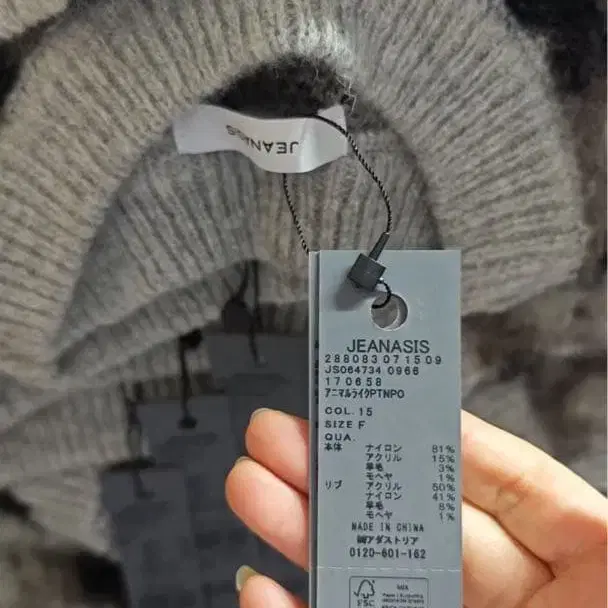 JEANASIS
JEANASIS
288083071509
JS064734 0966
170658
アニマルライクPTNPO
COL.15
SIZE F
QUA.
本体 ナイロン 81%
アクリル 15%
羊毛 3%
モヘヤ 1%
リブ アクリル 50%
ナイロン 41%
羊毛 8%
モヘヤ 1%
MADE IN CHINA
㈱アダストリア
0120-601-162
FSC
MIX